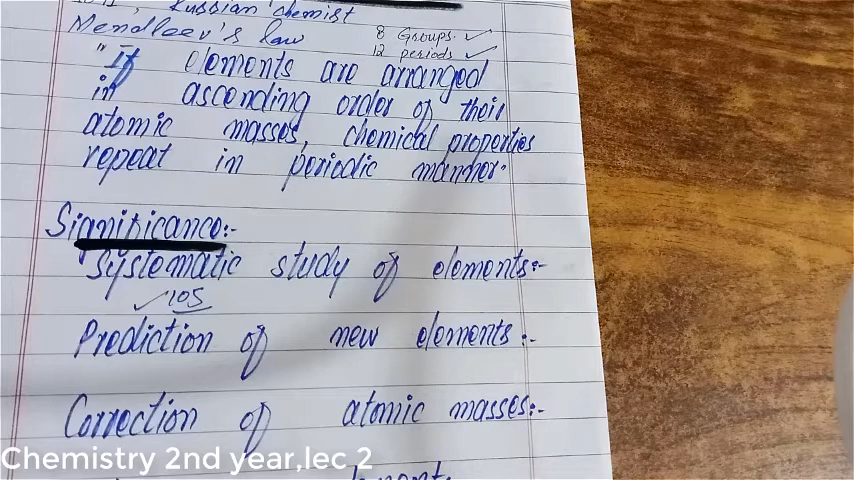 Russian chemist
Mendleev's law
8 Groups.
12 periods
"If elements are arranged
in ascending order of their
atomic masses, chemical properties
repeat in periodic manner.
Significance:-
Systematic study of elements:-
105
Prediction of new elements:-
Correction of atomic masses:-
Chemistry 2nd year,lec 2